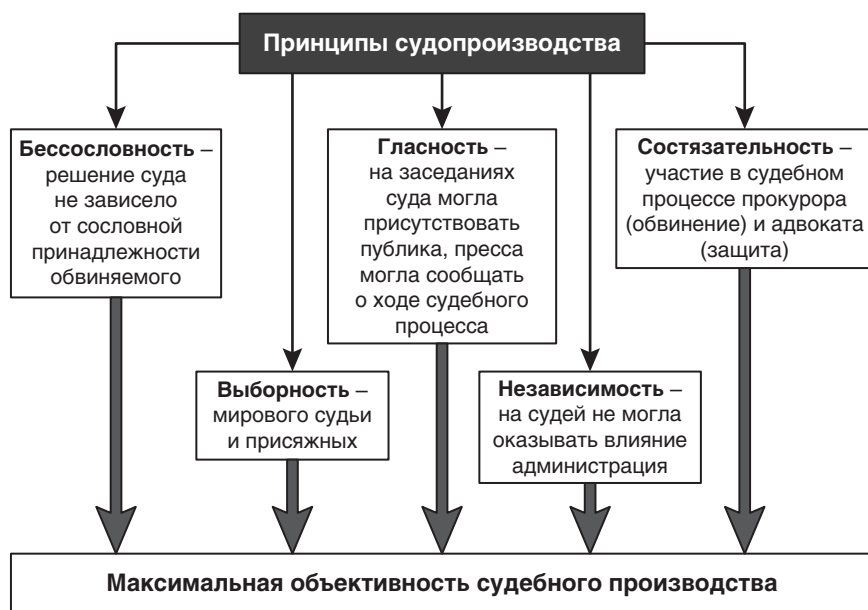 Принципы судопроизводства
Бессословность –
решение суда
не зависело
от сословной
принадлежности
обвиняемого
Гласность –
на заседаниях
суда могла
присутствовать
публика, пресса
могла сообщать
о ходе судебного
процесса
Состязательность –
участие в судебном
процессе прокурора
(обвинение) и адвоката
(защита)
Выборность –
мирового судьи
и присяжных
Независимость –
на судей не могла
оказывать влияние
администрация
Максимальная объективность судебного производства